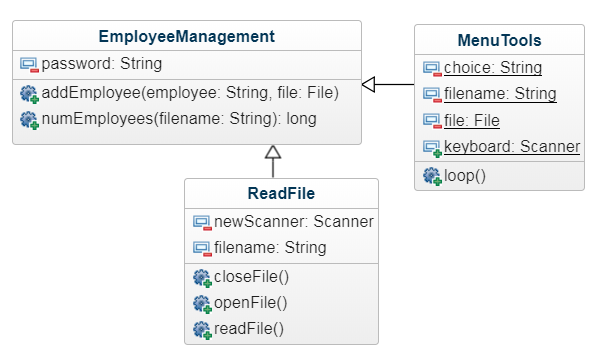 EmployeeManagement
password: String
addEmployee(employee: String, file: File)
numEmployees(filename: String): long
MenuTools
choice: String
filename: String
file: File
keyboard: Scanner
loop()
ReadFile
newScanner: Scanner
filename: String
closeFile()
openFile()
readFile()